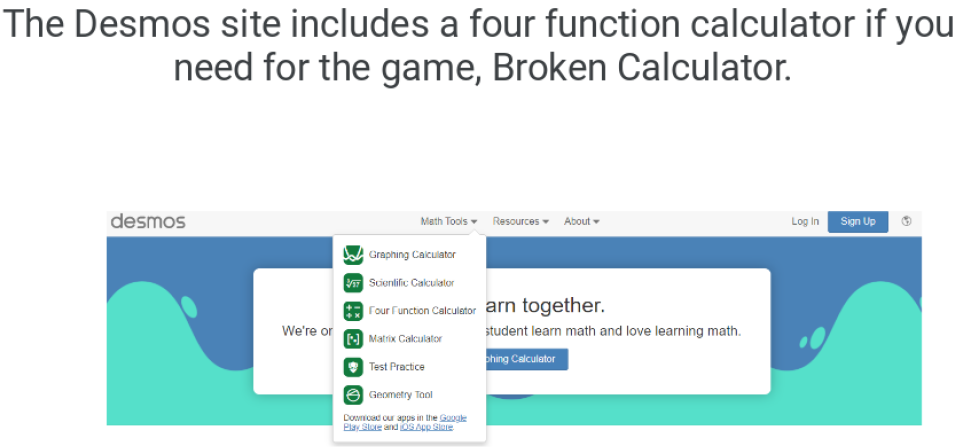 The Desmos site includes a four function calculator if you
need for the game, Broken Calculator.
desmos
Math Tools
Resources
About
Log In
Sign Up
Graphing Calculator
Scientific Calculator
Four Function Calculator
Matrix Calculator
Test Practice
Geometry Tool
Download our apps in the Google
Play Store and iOS App Store.
arn together.
We're on
student learn math and love learning math.
phing Calculator